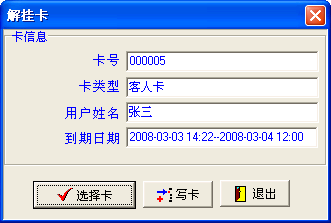 解挂卡
卡信息
卡号 000005
卡类型 客人卡
用户姓名 张三
到期日期 2008-03-03 14:22--2008-03-04 12:00
选择卡 写卡 退出